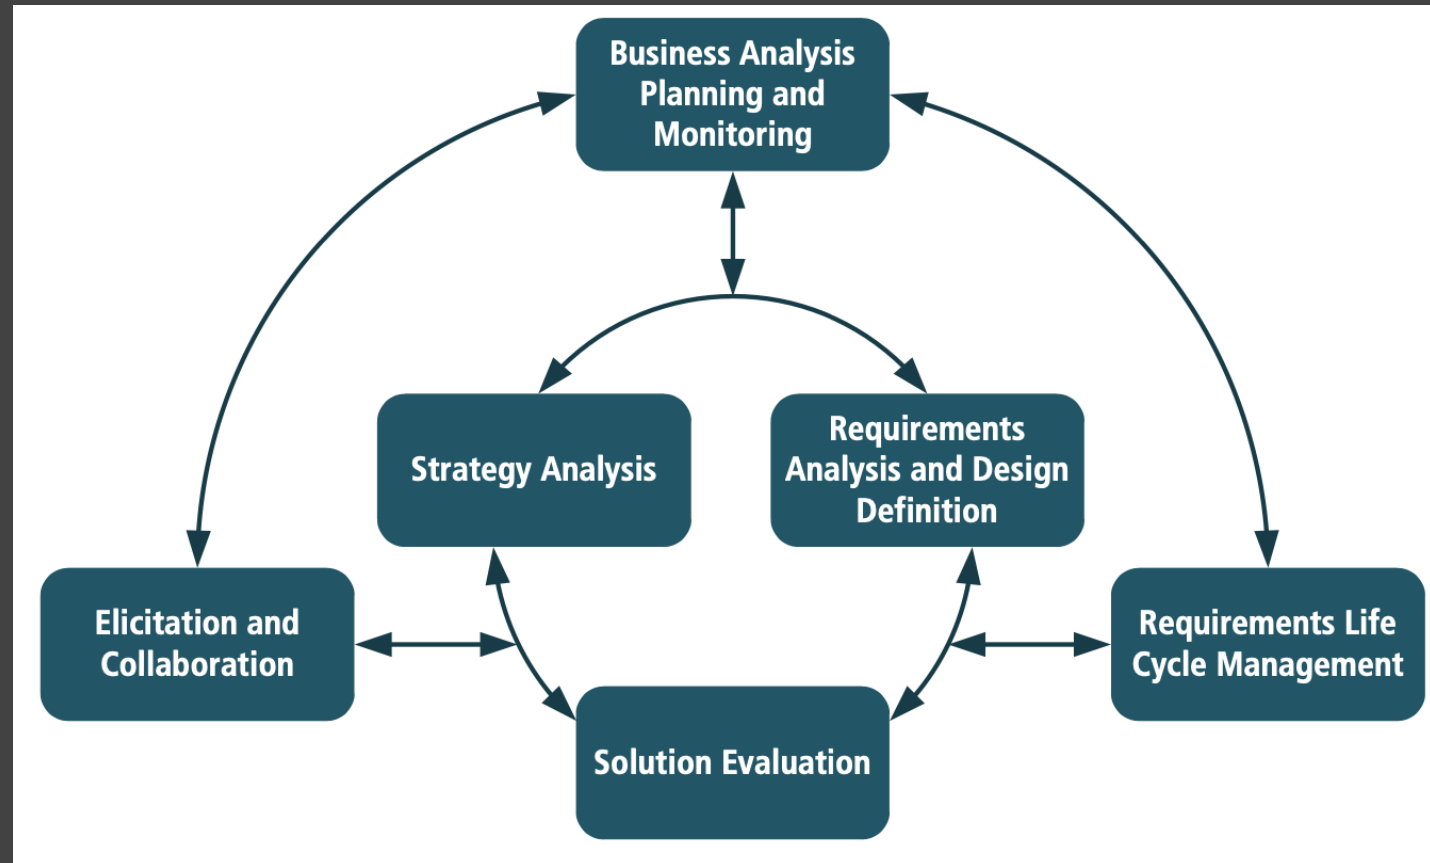 Business Analysis
Planning and
Monitoring
Strategy Analysis
Requirements
Analysis and Design
Definition
Elicitation and
Collaboration
Requirements Life
Cycle Management
Solution Evaluation